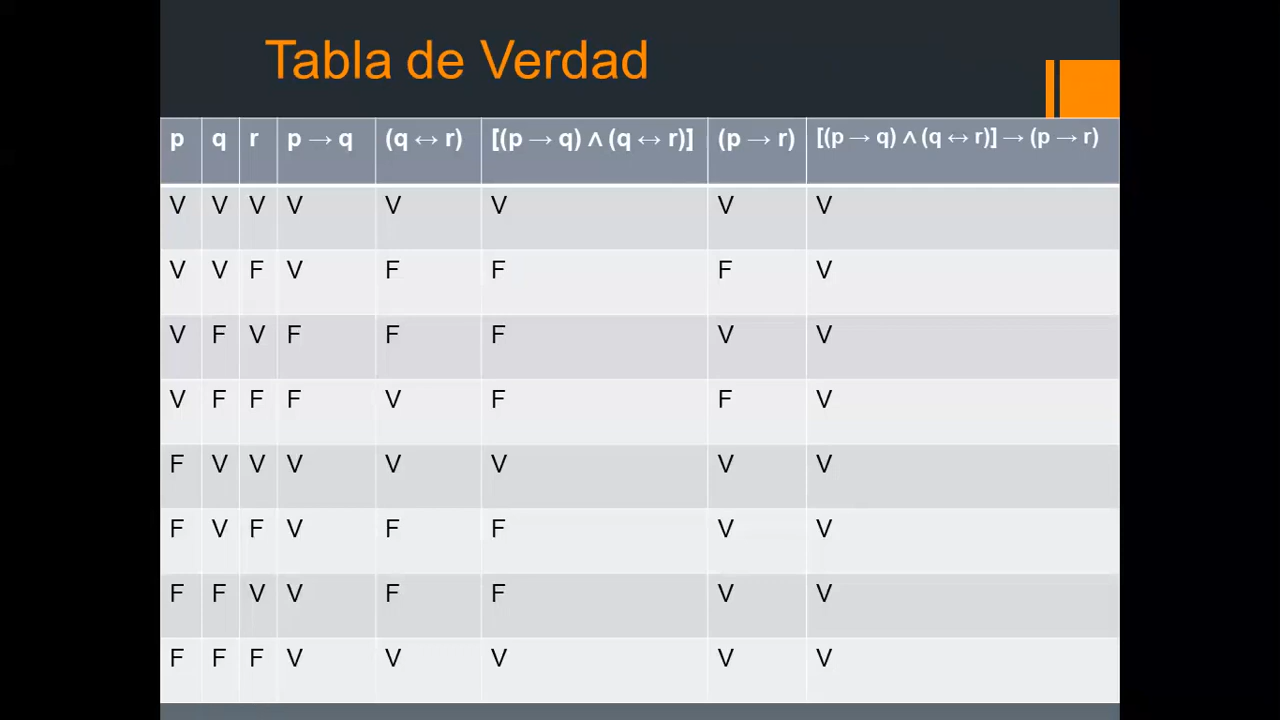 Tabla de Verdad
p q r p → q (q ↔ r) [(p → q) ∧ (q ↔ r)] (p → r) [(p → q) ∧ (q ↔ r)] → (p → r)
V V V V V V V V
V V F V F F F V
V F V F F F V V
V F F F V F F V
F V V V V V V V
F V F V F F V V
F F V V F F V V
F F F V V V V V